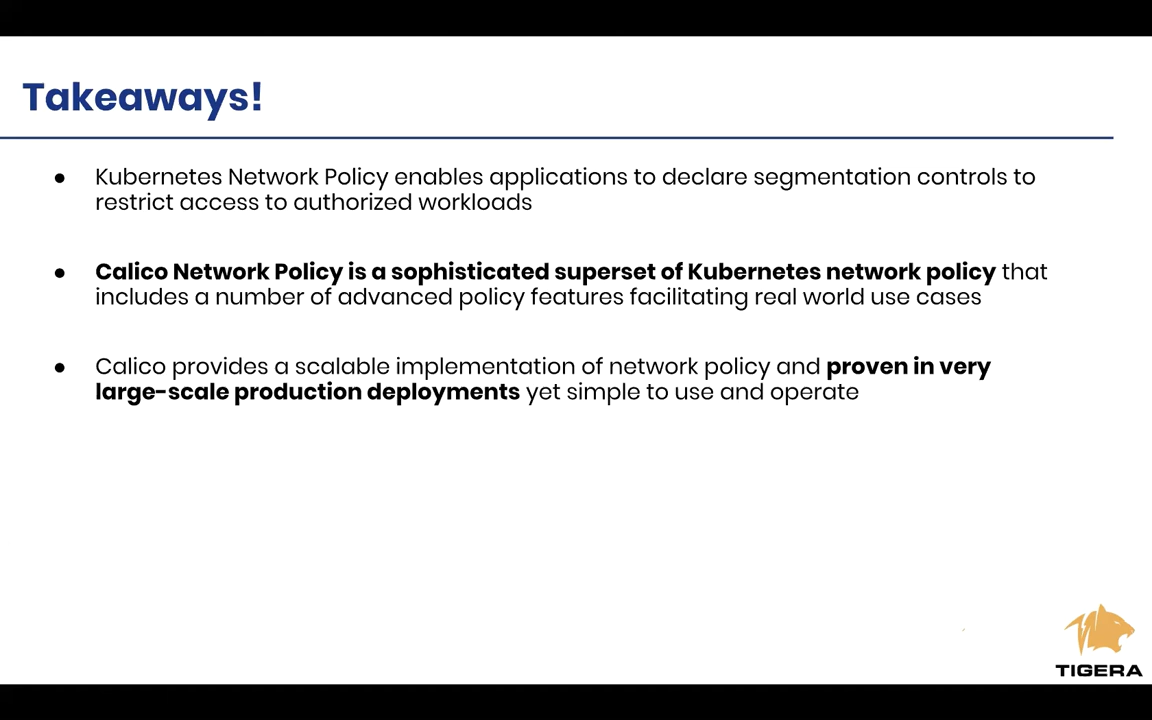 Takeaways!
● Kubernetes Network Policy enables applications to declare segmentation controls to
restrict access to authorized workloads
● Calico Network Policy is a sophisticated superset of Kubernetes network policy that
includes a number of advanced policy features facilitating real world use cases
● Calico provides a scalable implementation of network policy and proven in very
large-scale production deployments yet simple to use and operate
TIGERA